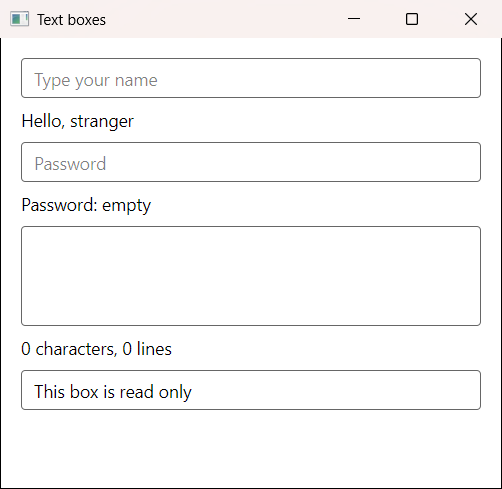 Text boxes
Type your name
Hello, stranger
Password
Password: empty
0 characters, 0 lines
This box is read only